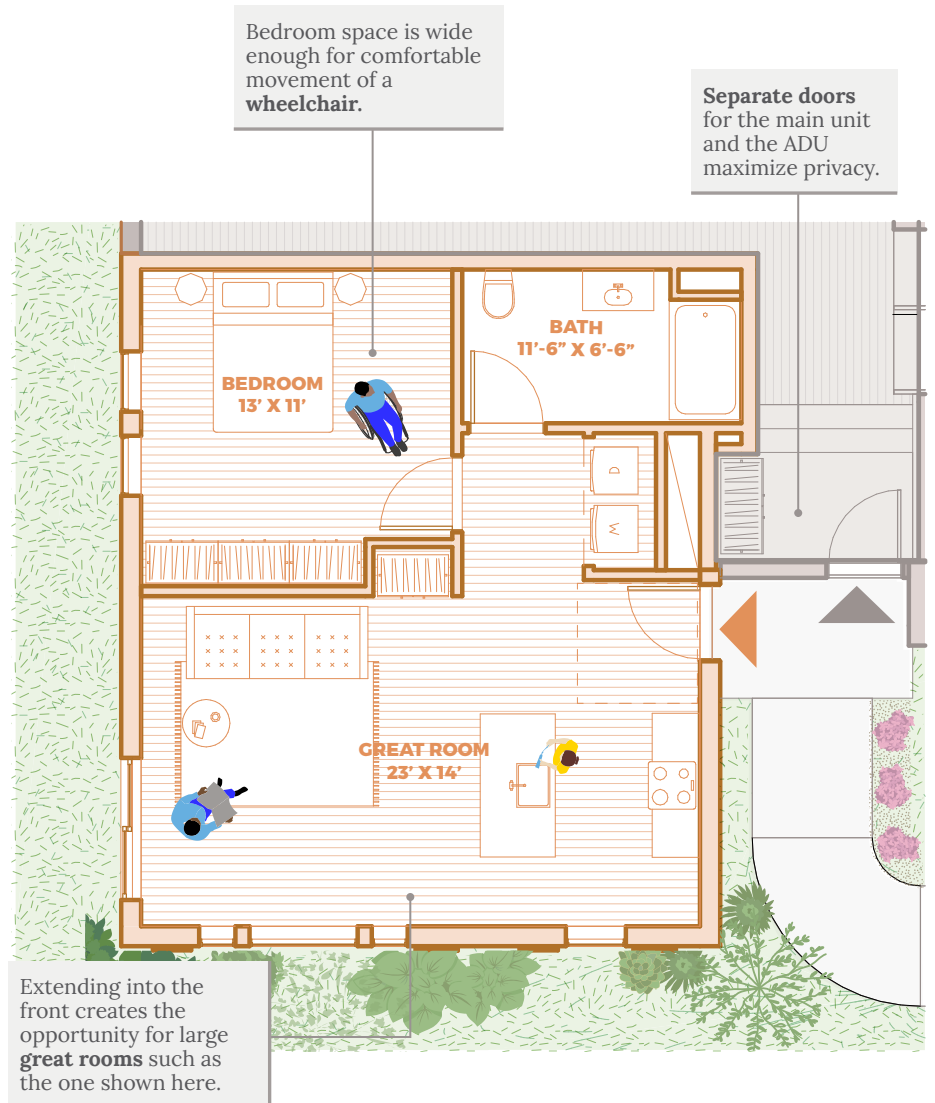 Bedroom space is wide
enough for comfortable
movement of a
wheelchair.
Separate doors
for the main unit
and the ADU
maximize privacy.
BATH
11’-6” X 6’-6”
BEDROOM
13’ X 11’
D
W
GREAT ROOM
23’ X 14’
Extending into the
front creates the
opportunity for large
great rooms such as
the one shown here.